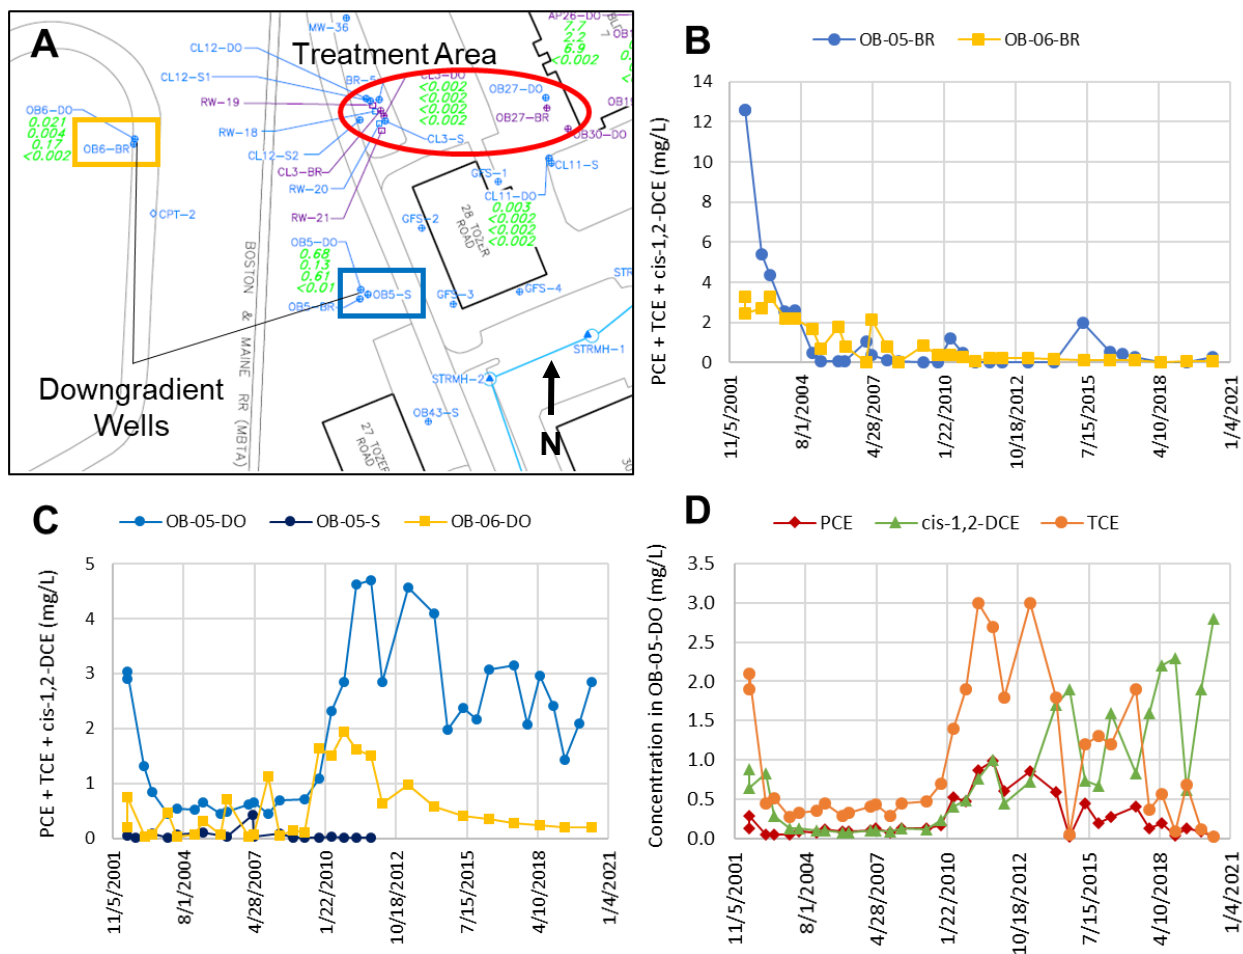 A
MW-36
AP26-DO
7.7
2.2
6.9
<0.002
CL12-DO
Treatment Area
CL12-S1
BR-5
CL3-DO
<0.002
<0.002
<0.002
<0.002
OB27-DO
OB27-BR
OB30-DO
RW-19
RW-18
CL3-S
CL12-S2
CL11-S
CL3-BR
GFS-1
RW-20
CL11-DO
0.003
<0.002
<0.002
<0.002
RW-21
GFS-2
28 TOZER
ROAD
OB6-DO
0.021
0.004
0.17
<0.002
OB6-BR
CPT-2
BOSTON & MAINE RR (MBTA)
OB5-DO
0.68
0.13
0.61
<0.01
OB5-S
OB5-BR
GFS-3
GFS-4
STRMH-1
STRMH-2
Downgradient
Wells
OB43-S
27 TOZER
ROAD
N
B
OB-05-BR
OB-06-BR
PCE + TCE + cis-1,2-DCE (mg/L)
14
12
10
8
6
4
2
0
11/5/2001
8/1/2004
4/28/2007
1/22/2010
10/18/2012
7/15/2015
4/10/2018
1/4/2021
C
OB-05-DO
OB-05-S
OB-06-DO
PCE + TCE + cis-1,2-DCE (mg/L)
5
4
3
2
1
0
11/5/2001
8/1/2004
4/28/2007
1/22/2010
10/18/2012
7/15/2015
4/10/2018
1/4/2021
D
PCE
cis-1,2-DCE
TCE
Concentration in OB-05-DO (mg/L)
3.5
3.0
2.5
2.0
1.5
1.0
0.5
0.0
11/5/2001
8/1/2004
4/28/2007
1/22/2010
10/18/2012
7/15/2015
4/10/2018
1/4/2021